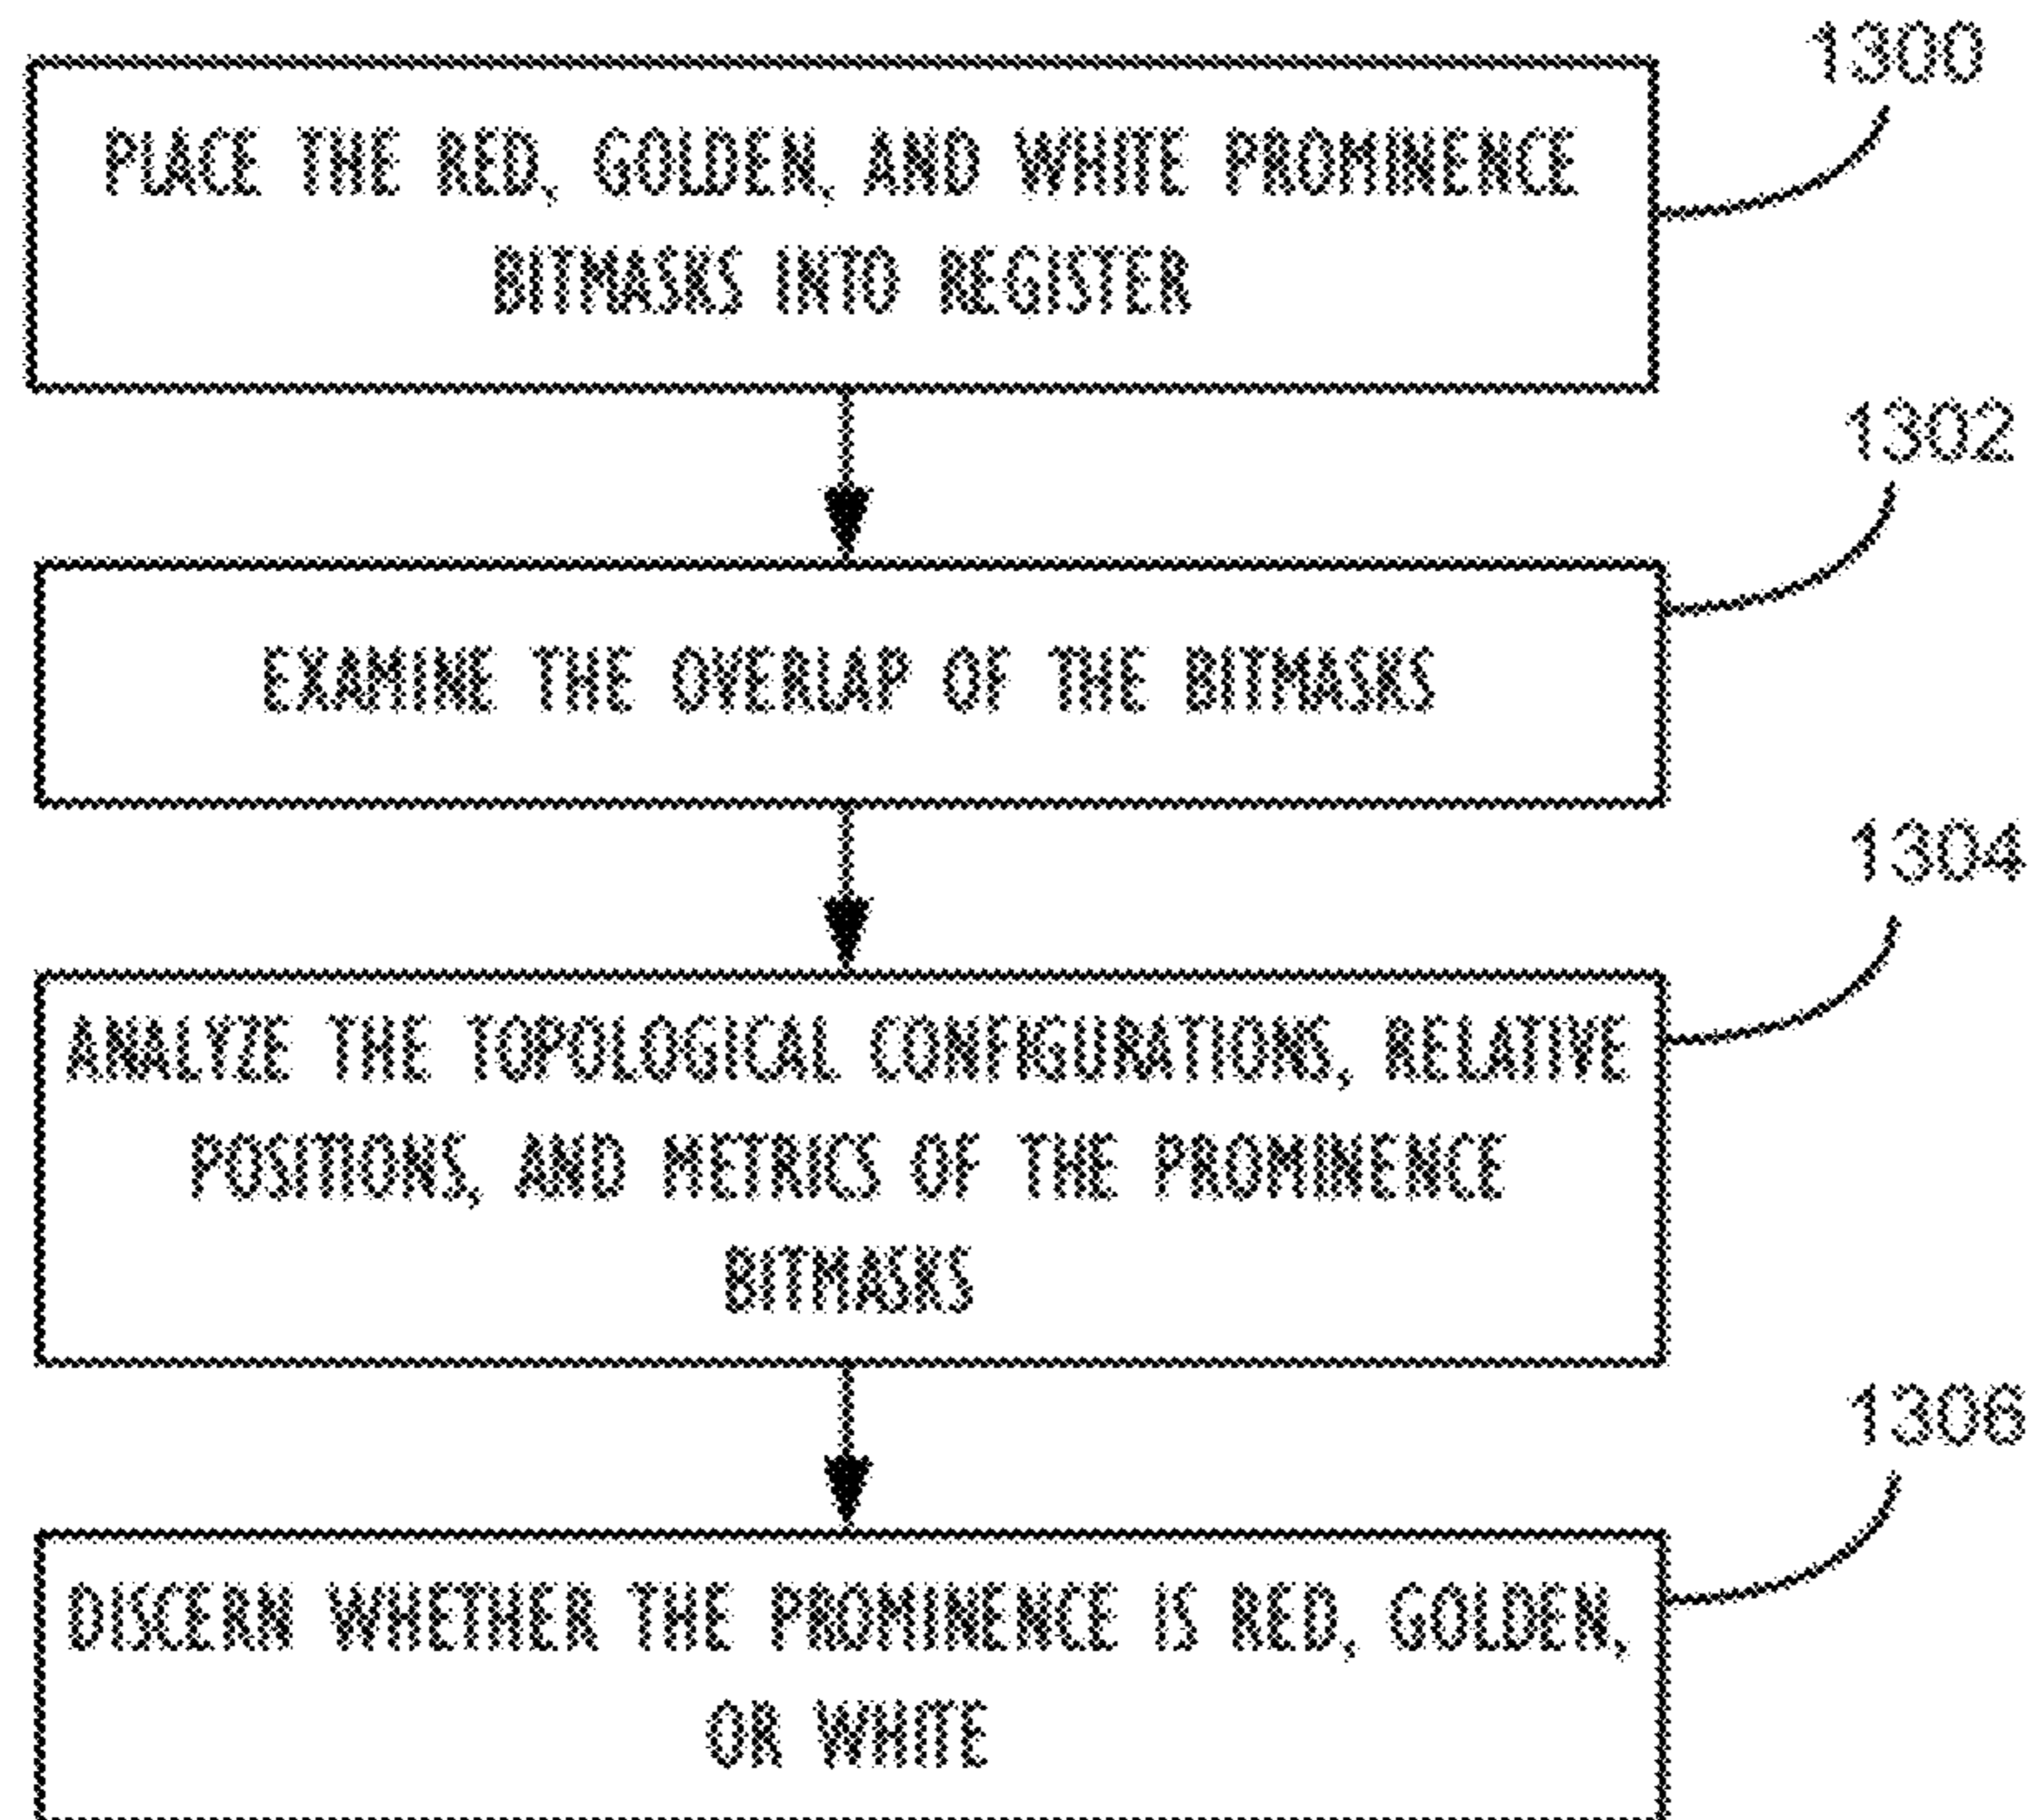 1300
PLACE THE RED, GOLDEN, AND WHITE PROMINENCE
BITMASKS INTO REGISTER
1302
EXAMINE THE OVERLAP OF THE BITMASKS
1304
ANALYZE THE TOPOLOGICAL CONFIGURATIONS, RELATIVE
POSITIONS, AND METRICS OF THE PROMINENCE
BITMASKS
1306
DISCERN WHETHER THE PROMINENCE IS RED, GOLDEN,
OR WHITE